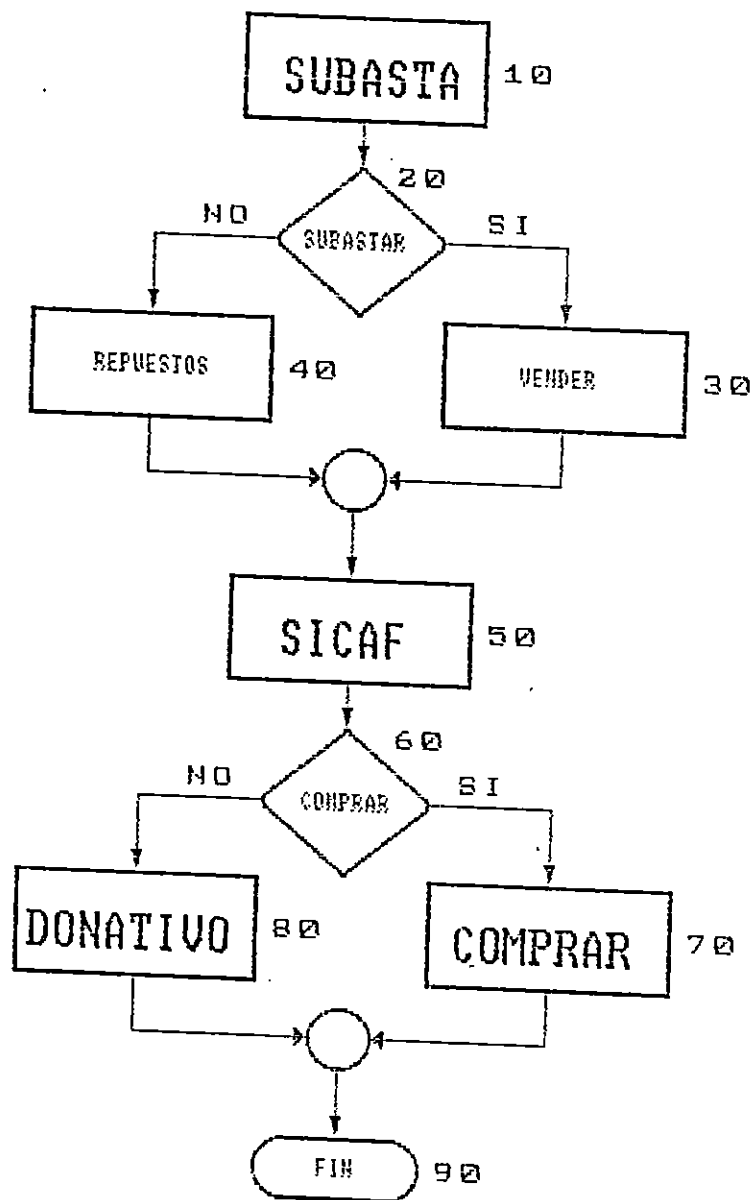 SUBASTA 10
20
NO SUBASTAR SI
REPUESTOS 40 VENDER 30
SICAF 50
60
NO COMPRAR SI
DONATIVO 80 COMPRAR 70
FIN 90